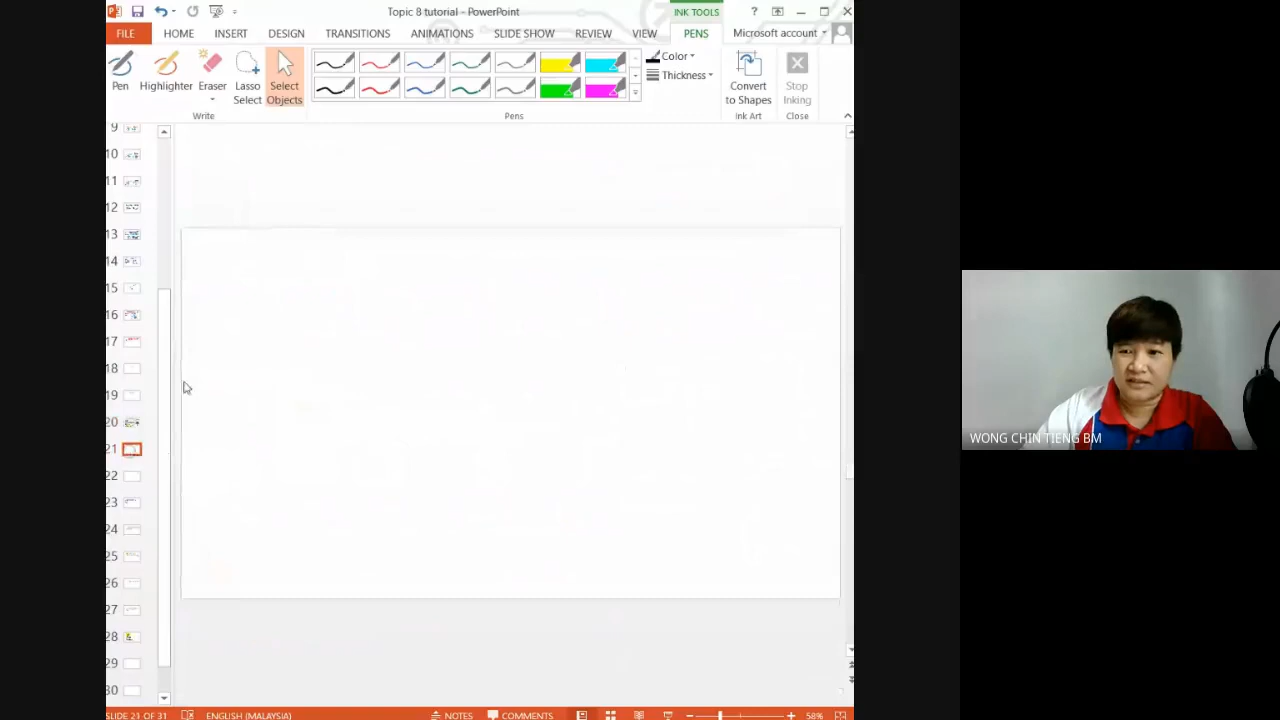 Topic 8 tutorial - PowerPoint
INK TOOLS
?
FILE
HOME
INSERT
DESIGN
TRANSITIONS
ANIMATIONS
SLIDE SHOW
REVIEW
VIEW
PENS
Microsoft account
Pen
Highlighter
Eraser
Lasso
Select
Select
Objects
Color
Thickness
Convert
to Shapes
Stop
Inking
Write
Pens
Ink Art
Close
9
10
11
12
13
14
15
16
17
18
19
20
21
22
23
24
25
26
27
28
29
30
WONG CHIN TIENG BM
SLIDE 21 OF 31
ENGLISH (MALAYSIA)
NOTES
COMMENTS
58%